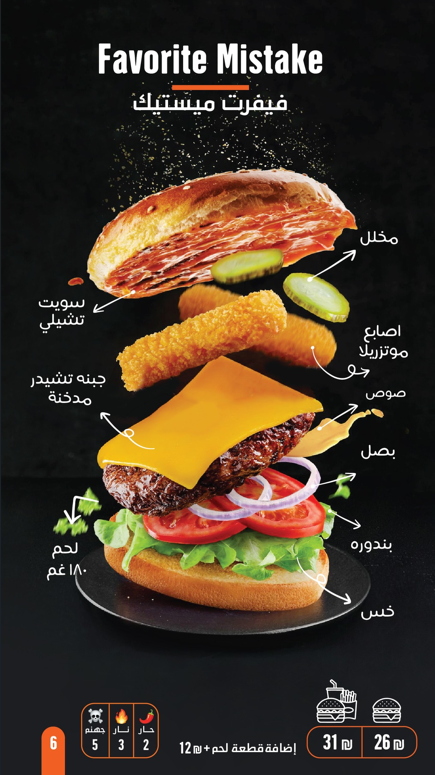 Favorite Mistake
فيفرت ميستيك
مخلل
سويت
تشيلي
اصابع
موتزريلا
جبنه تشيدر
مدخنة
صوص
بصل
بندوره
لحم
١٨٠ غم
خس
6
جهنم نار حار
5 3 2
إضافة قطعة لحم + ₪12
31 ₪
26 ₪